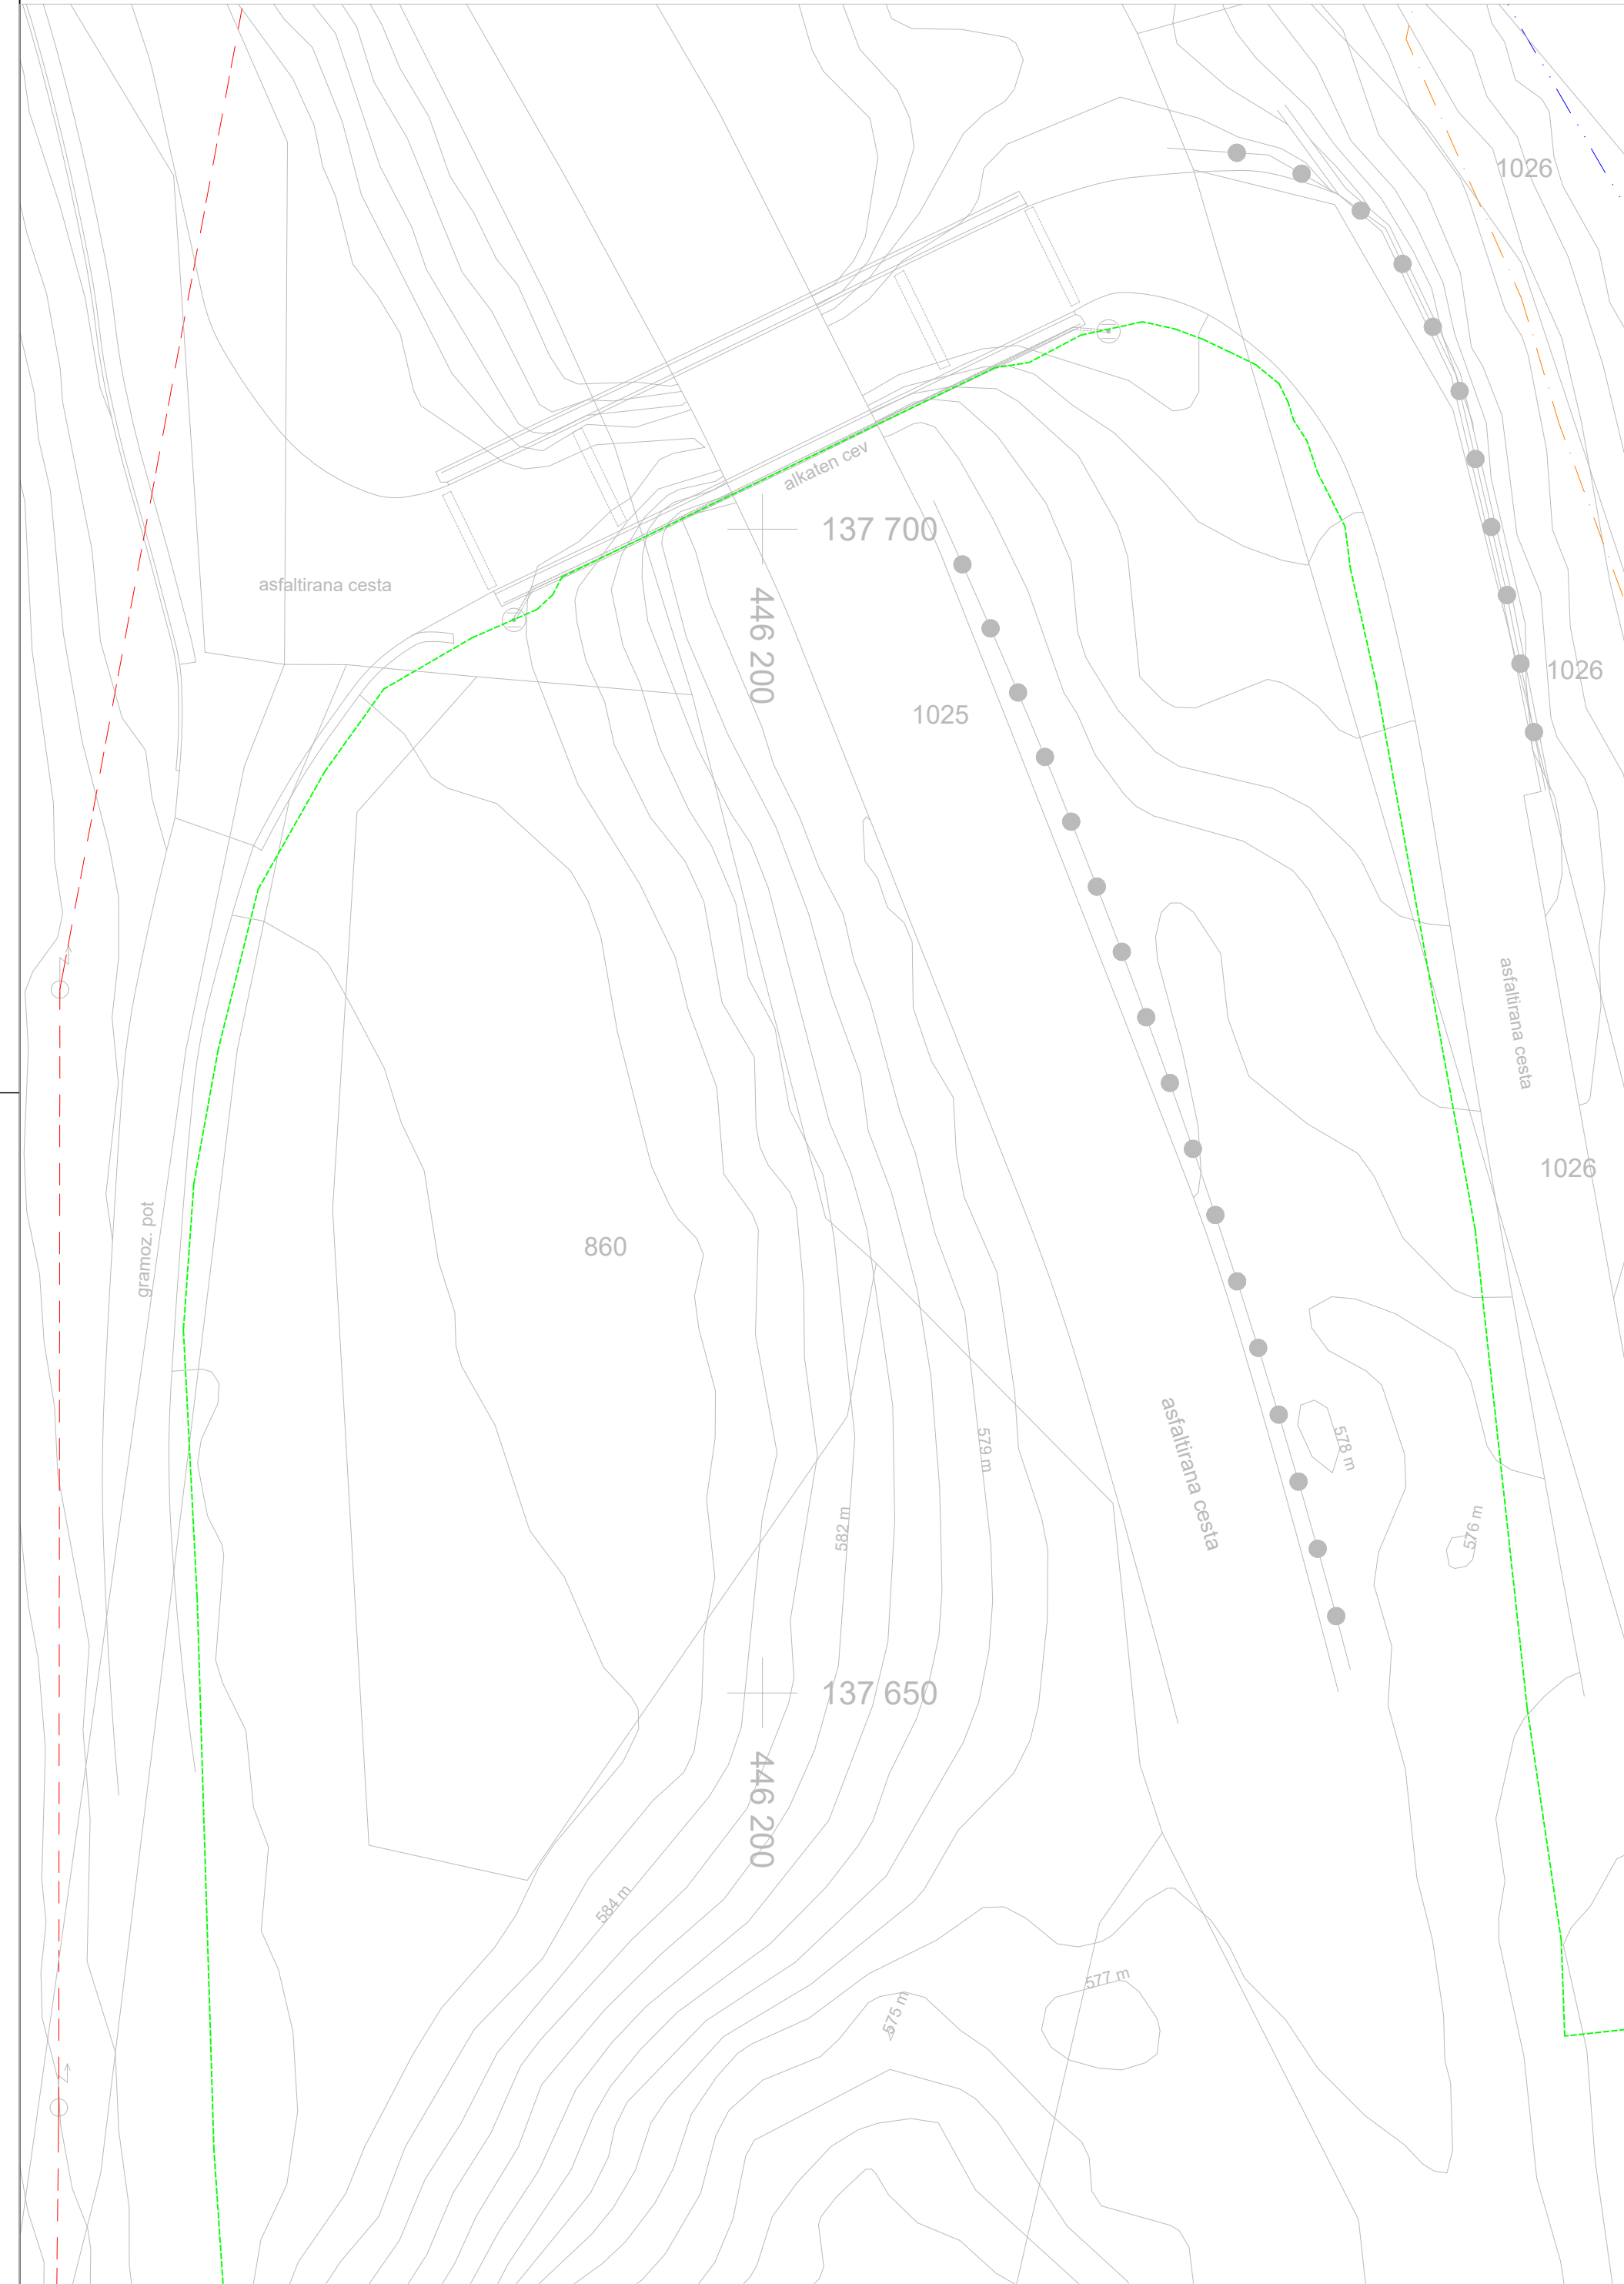 1026
alkaten cev
137 700
asfaltirana cesta
446 200
1026
1025
asfaltirana cesta
1026
gramoz. pot
860
asfaltirana cesta
579 m
578 m
582 m
576 m
137 650
446 200
584 m
577 m
575 m